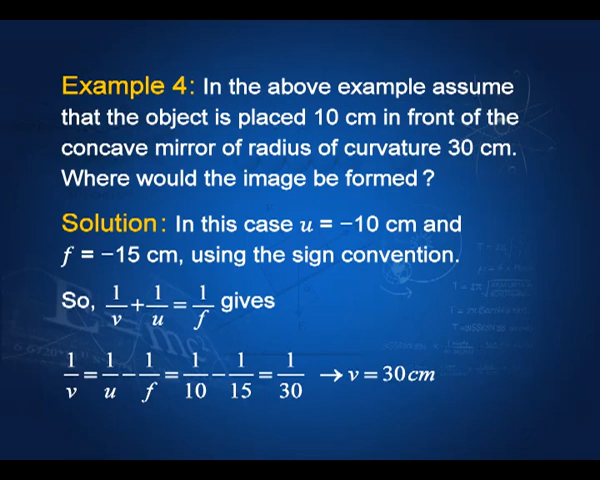 Example 4: In the above example assume
that the object is placed 10 cm in front of the
concave mirror of radius of curvature 30 cm.
Where would the image be formed ?
Solution: In this case u = −10 cm and
f = −15 cm, using the sign convention.
So, 1/v + 1/u = 1/f gives
1/v = 1/u − 1/f = 1/10 − 1/15 = 1/30 → v = 30cm